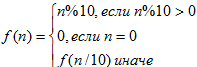 n%10, если n%10 > 0
f(n) = { 0, если n = 0
f(n/10) иначе